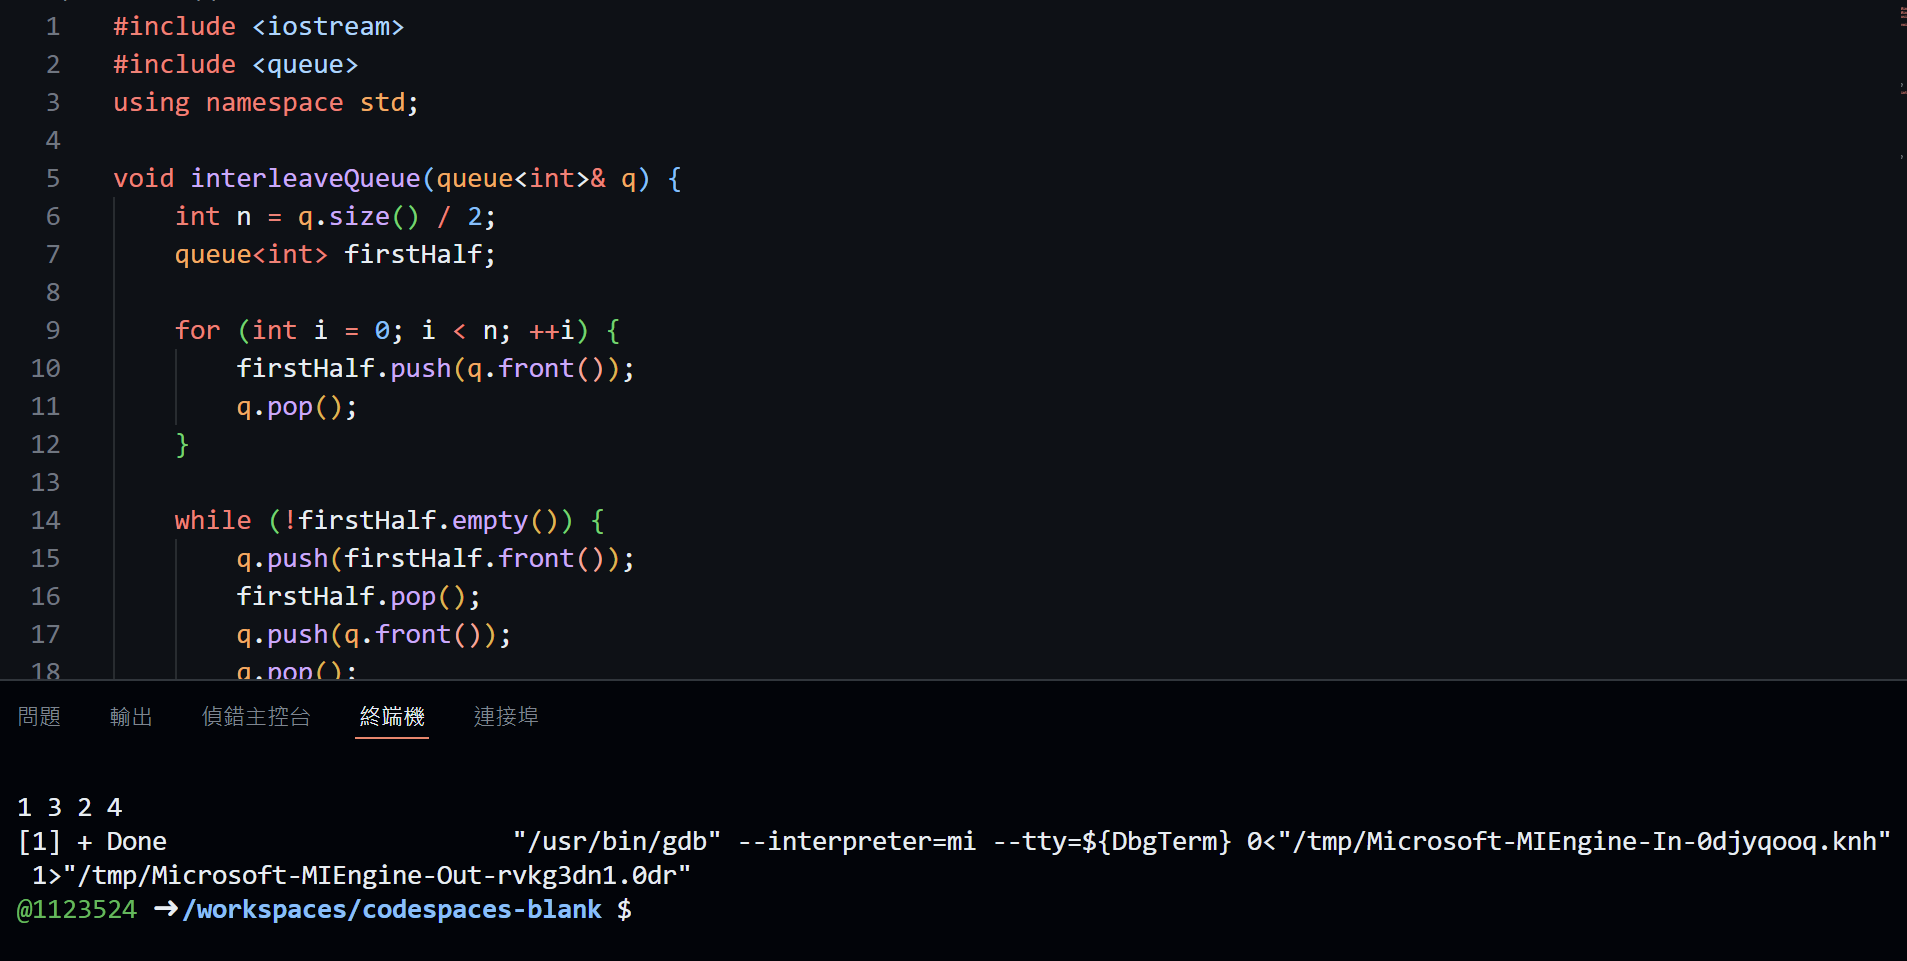 1 #include <iostream>
2 #include <queue>
3 using namespace std;
4
5 void interleaveQueue(queue<int>& q) {
6     int n = q.size() / 2;
7     queue<int> firstHalf;
8
9     for (int i = 0; i < n; ++i) {
10         firstHalf.push(q.front());
11         q.pop();
12     }
13
14     while (!firstHalf.empty()) {
15         q.push(firstHalf.front());
16         firstHalf.pop();
17         q.push(q.front());
18         q.pop();
問題 輸出 偵錯主控台 終端機 連接埠
1 3 2 4
[1] + Done                       "/usr/bin/gdb" --interpreter=mi --tty=${DbgTerm} 0<"/tmp/Microsoft-MIEngine-In-0djyqooq.knh"
 1>"/tmp/Microsoft-MIEngine-Out-rvkg3dn1.0dr"
@1123524 ➜/workspaces/codespaces-blank $